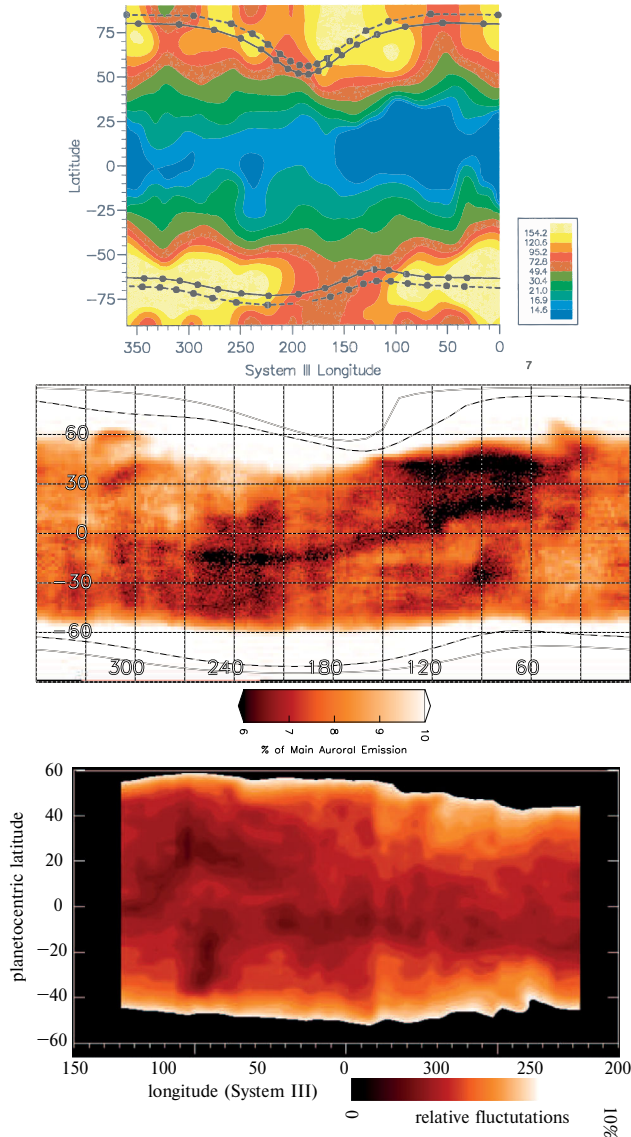 75
50
25
0
−25
−50
−75
Latitude
350 300 250 200 150 100 50 0
System III Longitude
154.2
120.6
95.2
72.8
49.4
30.4
21.0
16.9
14.6
7
60
30
0
−30
−60
300 240 180 120 60
6 7 8 9 10
% of Main Auroral Emission
60
40
20
0
−20
−40
−60
planetocentric latitude
150 100 50 0 300 200
longitude (System III)
0 relative fluctutations 10%